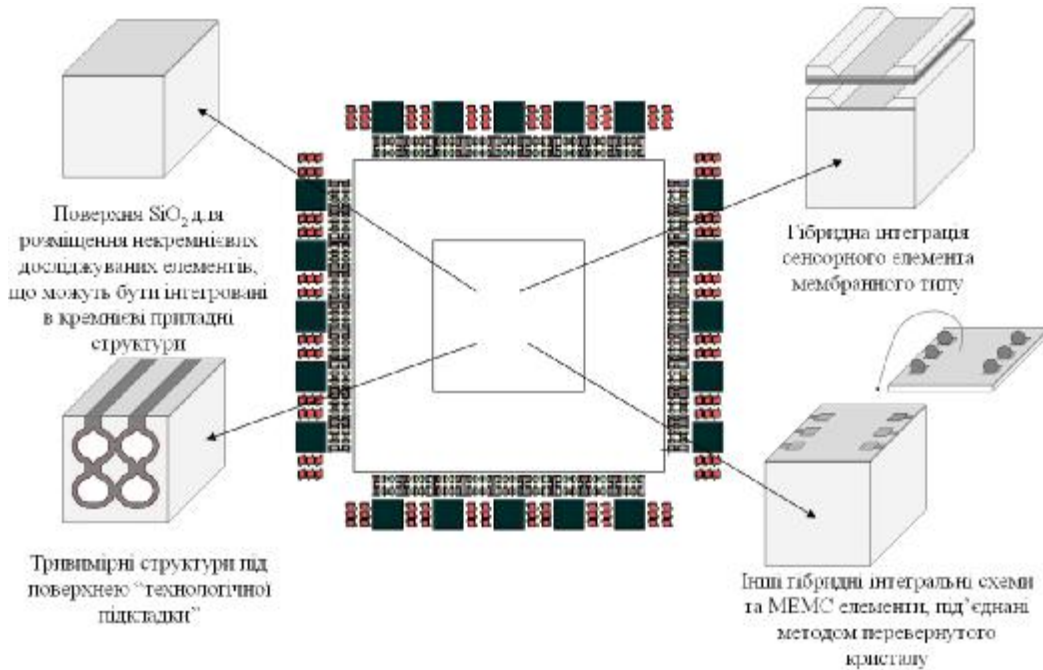 Поверхня SiO₂ для
розміщення некремнієвих
досліджуваних елементів,
що можуть бути інтегровані
в кремнієві приладні
структури
Гібридна інтеграція
сенсорного елемента
мембранного типу
Тривимірні структури під
поверхнею “технологічної
підкладки”
Інші гібридні інтегральні схеми
та МЕМС елементи, під’єднані
методом перевернутого
кристалу